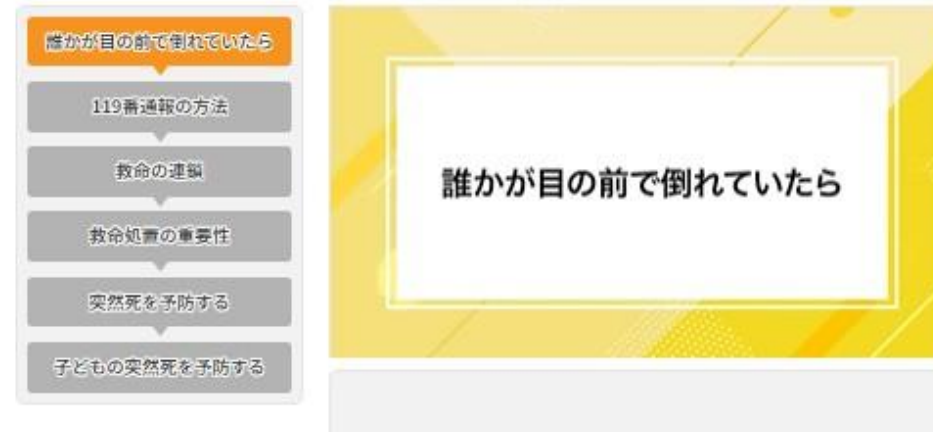 誰かが目の前で倒れていたら
119番通報の方法
救命の連鎖
救命処置の重要性
突然死を予防する
子どもの突然死を予防する
誰かが目の前で倒れていたら